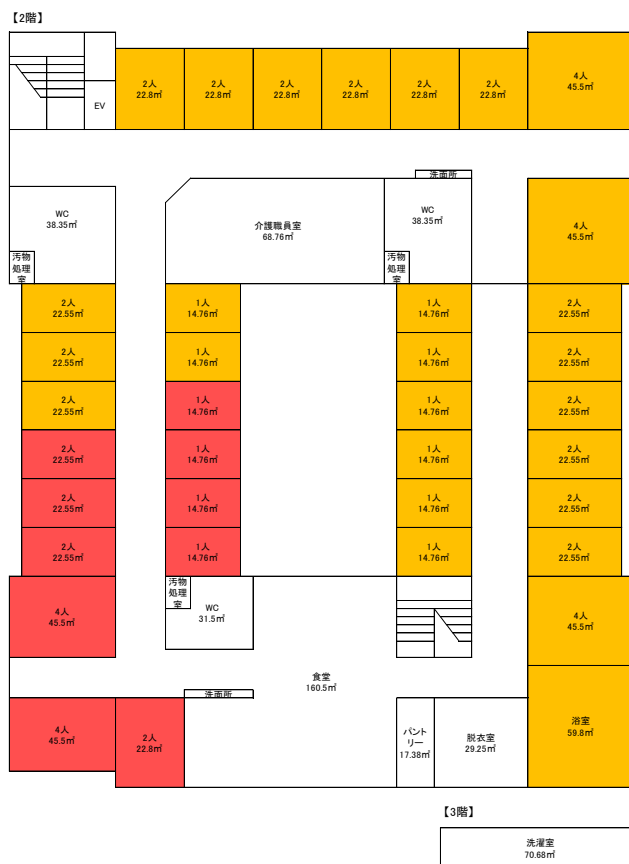 【2階】
2人
22.8㎡
2人
22.8㎡
2人
22.8㎡
2人
22.8㎡
2人
22.8㎡
2人
22.8㎡
4人
45.5㎡
EV
洗面所
WC
38.35㎡
介護職員室
68.76㎡
WC
38.35㎡
4人
45.5㎡
汚物
処理
室
汚物
処理
室
2人
22.55㎡
1人
14.76㎡
1人
14.76㎡
2人
22.55㎡
2人
22.55㎡
1人
14.76㎡
1人
14.76㎡
2人
22.55㎡
2人
22.55㎡
1人
14.76㎡
1人
14.76㎡
2人
22.55㎡
2人
22.55㎡
1人
14.76㎡
1人
14.76㎡
2人
22.55㎡
2人
22.55㎡
1人
14.76㎡
1人
14.76㎡
2人
22.55㎡
2人
22.55㎡
1人
14.76㎡
1人
14.76㎡
2人
22.55㎡
4人
45.5㎡
汚物
処理
室
WC
31.5㎡
4人
45.5㎡
食堂
160.5㎡
洗面所
4人
45.5㎡
2人
22.8㎡
パント
リー
17.38㎡
脱衣室
29.25㎡
浴室
59.8㎡
【3階】
洗濯室
70.68㎡